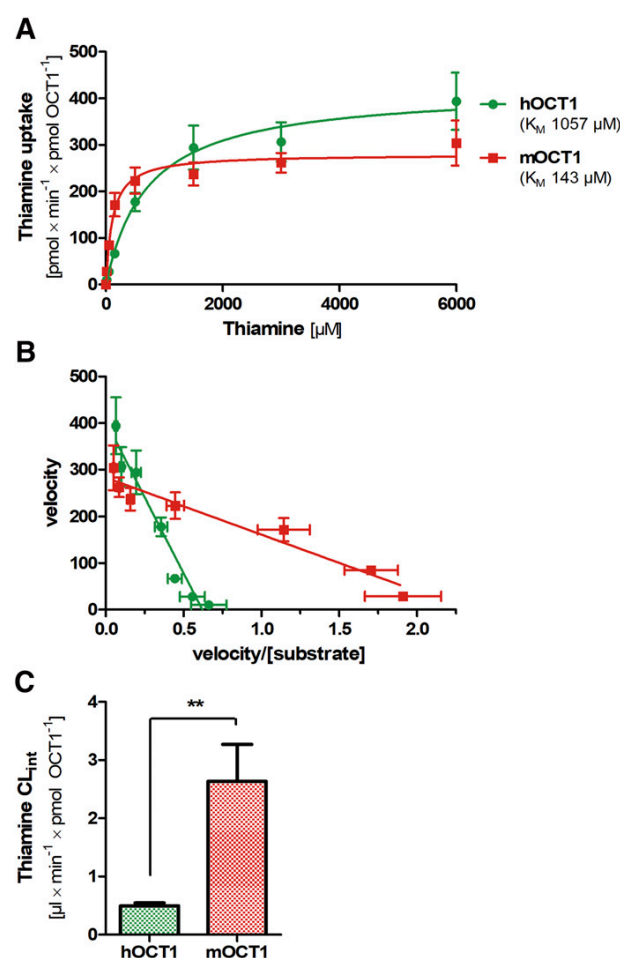 A
Thiamine uptake
[pmol × min⁻¹ × pmol OCT1⁻¹]
500
400
300
200
100
0
0
2000
4000
6000
Thiamine [µM]
hOCT1
(K_M 1057 µM)
mOCT1
(K_M 143 µM)
B
velocity
500
400
300
200
100
0
0.0
0.5
1.0
1.5
2.0
velocity/[substrate]
C
Thiamine CL_int
[µl × min⁻¹ × pmol OCT1⁻¹]
4
3
2
1
0
**
hOCT1
mOCT1